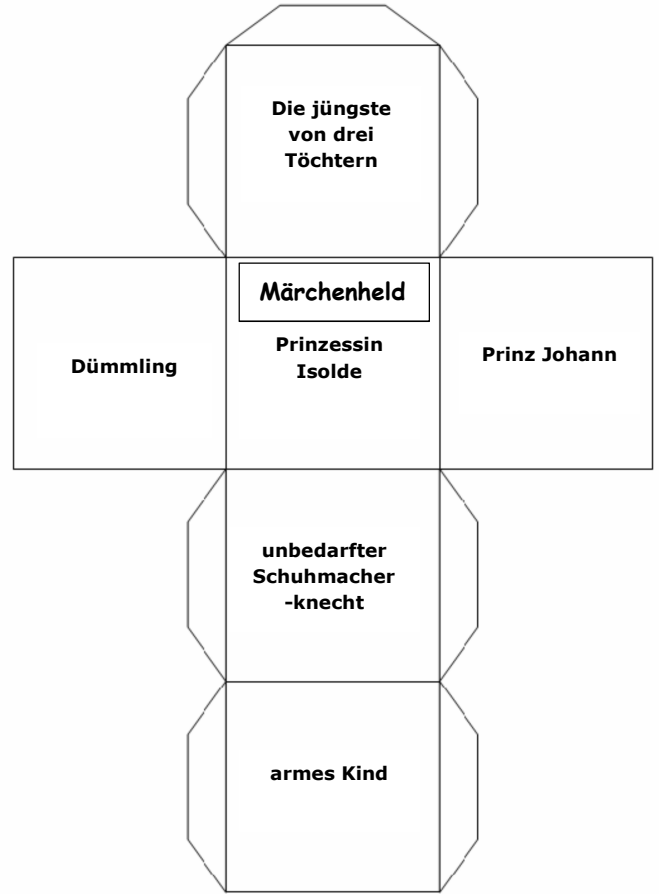 Die jüngste
von drei
Töchtern
Märchenheld
Dümmling
Prinzessin
Isolde
Prinz Johann
unbedarfter
Schuhmacher
-knecht
armes Kind